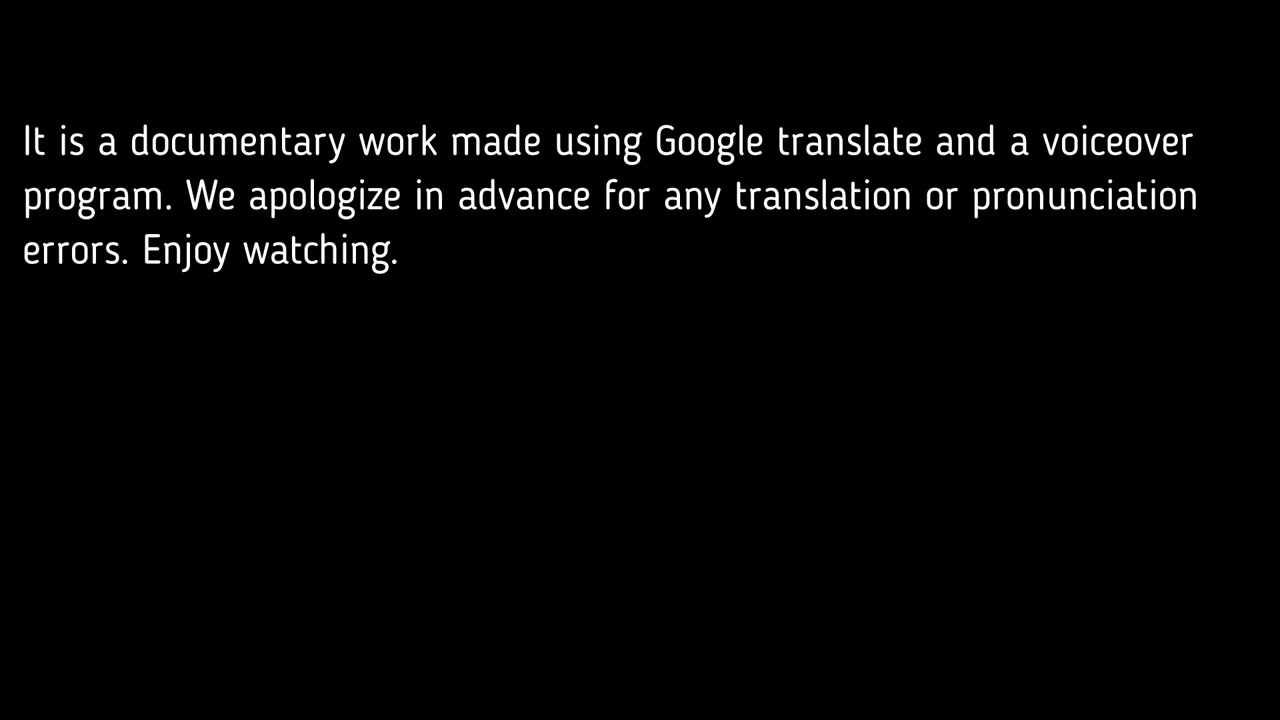 It is a documentary work made using Google translate and a voiceover
program. We apologize in advance for any translation or pronunciation
errors. Enjoy watching.